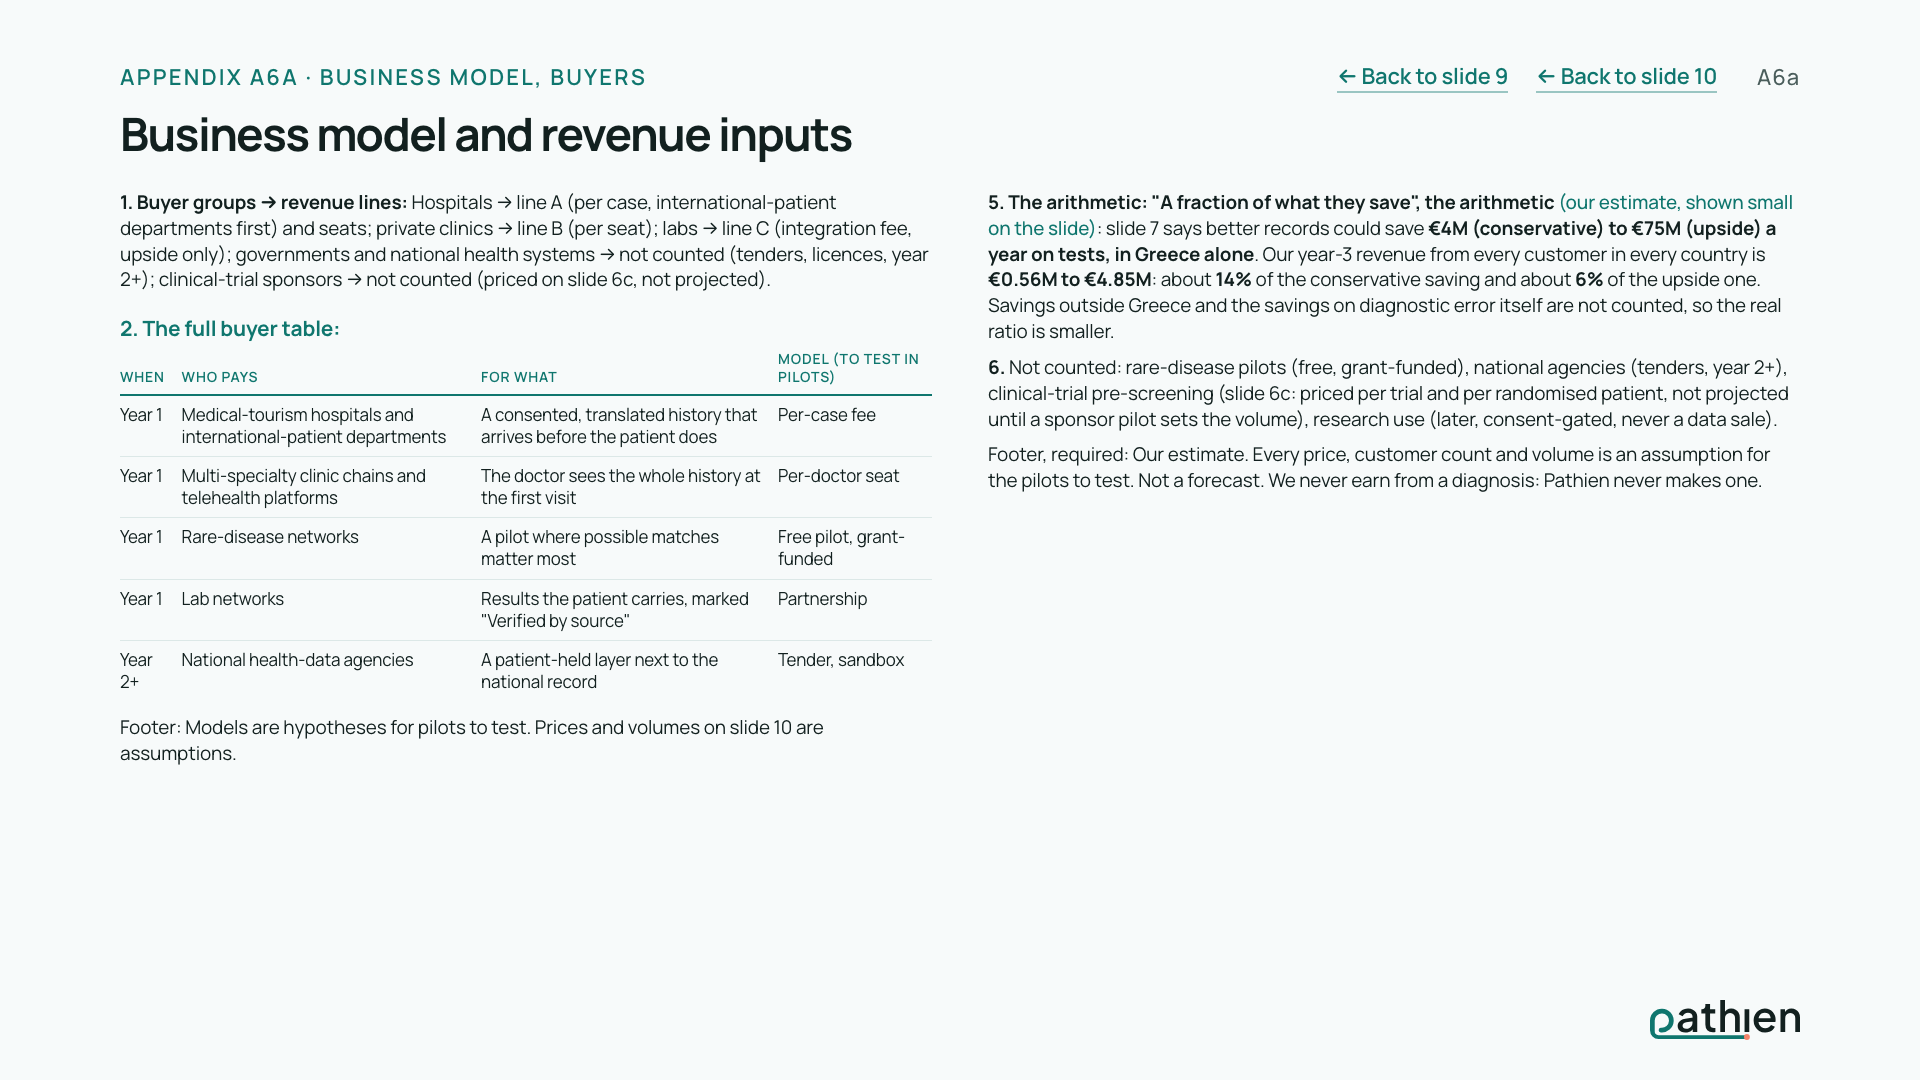 APPENDIX A6A · BUSINESS MODEL, BUYERS
← Back to slide 9 ← Back to slide 10 A6a
Business model and revenue inputs
1. Buyer groups → revenue lines: Hospitals → line A (per case, international-patient
departments first) and seats; private clinics → line B (per seat); labs → line C (integration fee,
upside only); governments and national health systems → not counted (tenders, licences, year
2+); clinical-trial sponsors → not counted (priced on slide 6c, not projected).
2. The full buyer table:
WHEN WHO PAYS FOR WHAT MODEL (TO TEST IN
PILOTS)
Year 1 Medical-tourism hospitals and A consented, translated history that Per-case fee
international-patient departments arrives before the patient does
Year 1 Multi-specialty clinic chains and The doctor sees the whole history at Per-doctor seat
telehealth platforms the first visit
Year 1 Rare-disease networks A pilot where possible matches Free pilot, grant-
matter most funded
Year 1 Lab networks Results the patient carries, marked Partnership
"Verified by source"
Year National health-data agencies A patient-held layer next to the Tender, sandbox
2+ national record
Footer: Models are hypotheses for pilots to test. Prices and volumes on slide 10 are
assumptions.
5. The arithmetic: "A fraction of what they save", the arithmetic (our estimate, shown small
on the slide): slide 7 says better records could save €4M (conservative) to €75M (upside) a
year on tests, in Greece alone. Our year-3 revenue from every customer in every country is
€0.56M to €4.85M: about 14% of the conservative saving and about 6% of the upside one.
Savings outside Greece and the savings on diagnostic error itself are not counted, so the real
ratio is smaller.
6. Not counted: rare-disease pilots (free, grant-funded), national agencies (tenders, year 2+),
clinical-trial pre-screening (slide 6c: priced per trial and per randomised patient, not projected
until a sponsor pilot sets the volume), research use (later, consent-gated, never a data sale).
Footer, required: Our estimate. Every price, customer count and volume is an assumption for
the pilots to test. Not a forecast. We never earn from a diagnosis: Pathien never makes one.
pathien